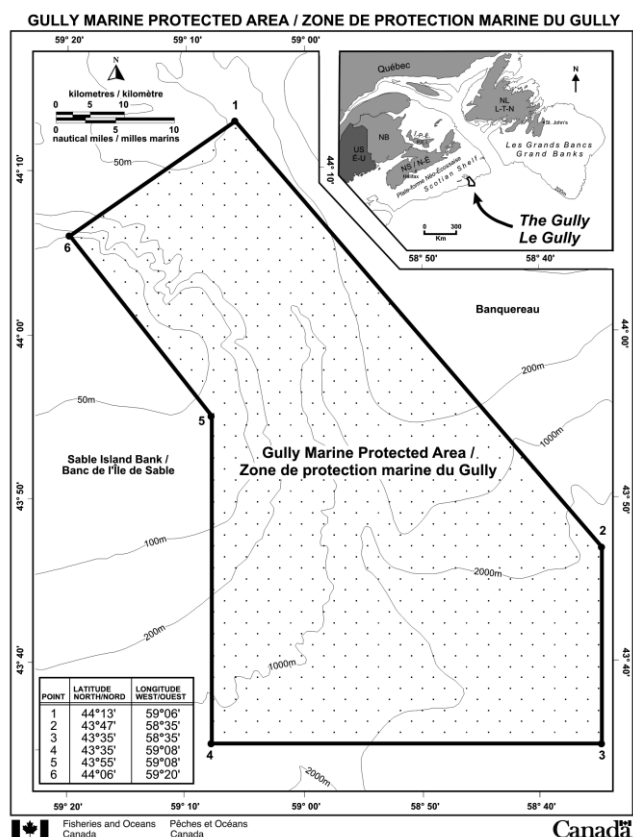 GULLY MARINE PROTECTED AREA / ZONE DE PROTECTION MARINE DU GULLY
59° 20' 59° 10' 59° 00'
N
kilometres / kilomètre
0 5 10
0 5 10
nautical miles / milles marins
1
50m
44° 10'
44° 10'
Québec
N
NL
L-T-N
St. John's
NB
US
É-U
NS / N-É
Halifax
Les Grands Bancs
Grand Banks
200m
Plate-forme Néo-Écossaise
Scotian Shelf
The Gully
Le Gully
0 300
Km
58° 50' 58° 40'
6
Banquereau
44° 00'
44° 00'
200m
50m
5
1000m
Sable Island Bank /
Banc de l'Île de Sable
Gully Marine Protected Area /
Zone de protection marine du Gully
43° 50'
43° 50'
100m
2
2000m
200m
43° 40'
43° 40'
1000m
POINT LATITUDE NORTH/NORD LONGITUDE WEST/OUEST
1 44°13' 59°06'
2 43°47' 58°35'
3 43°35' 58°35'
4 43°35' 59°08'
5 43°55' 59°08'
6 44°06' 59°20'
4
3
2000m
59° 20' 59° 10' 59° 00' 58° 50' 58° 40'
Fisheries and Oceans Pêches et Océans
Canada Canada
Canada